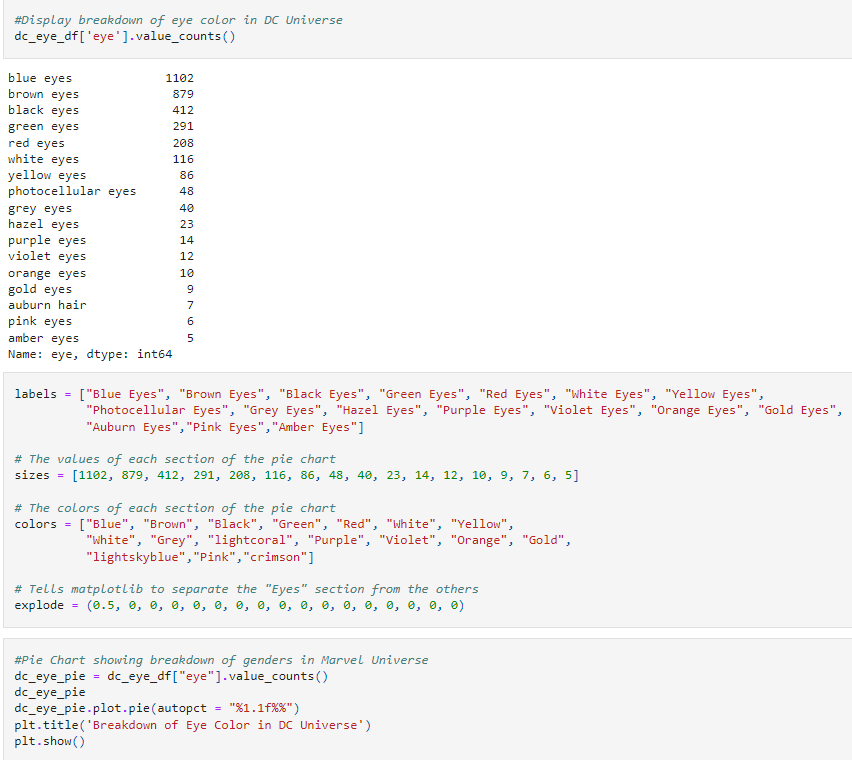 #Display breakdown of eye color in DC Universe
dc_eye_df['eye'].value_counts()
blue eyes 1102
brown eyes 879
black eyes 412
green eyes 291
red eyes 208
white eyes 116
yellow eyes 86
photocellular eyes 48
grey eyes 40
hazel eyes 23
purple eyes 14
violet eyes 12
orange eyes 10
gold eyes 9
auburn hair 7
pink eyes 6
amber eyes 5
Name: eye, dtype: int64
labels = ["Blue Eyes", "Brown Eyes", "Black Eyes", "Green Eyes", "Red Eyes", "White Eyes", "Yellow Eyes",
"Photocellular Eyes", "Grey Eyes", "Hazel Eyes", "Purple Eyes", "Violet Eyes", "Orange Eyes", "Gold Eyes",
"Auburn Eyes","Pink Eyes","Amber Eyes"]
# The values of each section of the pie chart
sizes = [1102, 879, 412, 291, 208, 116, 86, 48, 40, 23, 14, 12, 10, 9, 7, 6, 5]
# The colors of each section of the pie chart
colors = ["Blue", "Brown", "Black", "Green", "Red", "White", "Yellow",
"White", "Grey", "lightcoral", "Purple", "Violet", "Orange", "Gold",
"lightskyblue","Pink","crimson"]
# Tells matplotlib to separate the "Eyes" section from the others
explode = (0.5, 0, 0, 0, 0, 0, 0, 0, 0, 0, 0, 0, 0, 0, 0, 0, 0)
#Pie Chart showing breakdown of genders in Marvel Universe
dc_eye_pie = dc_eye_df["eye"].value_counts()
dc_eye_pie
dc_eye_pie.plot.pie(autopct = "%1.1f%%")
plt.title('Breakdown of Eye Color in DC Universe')
plt.show()